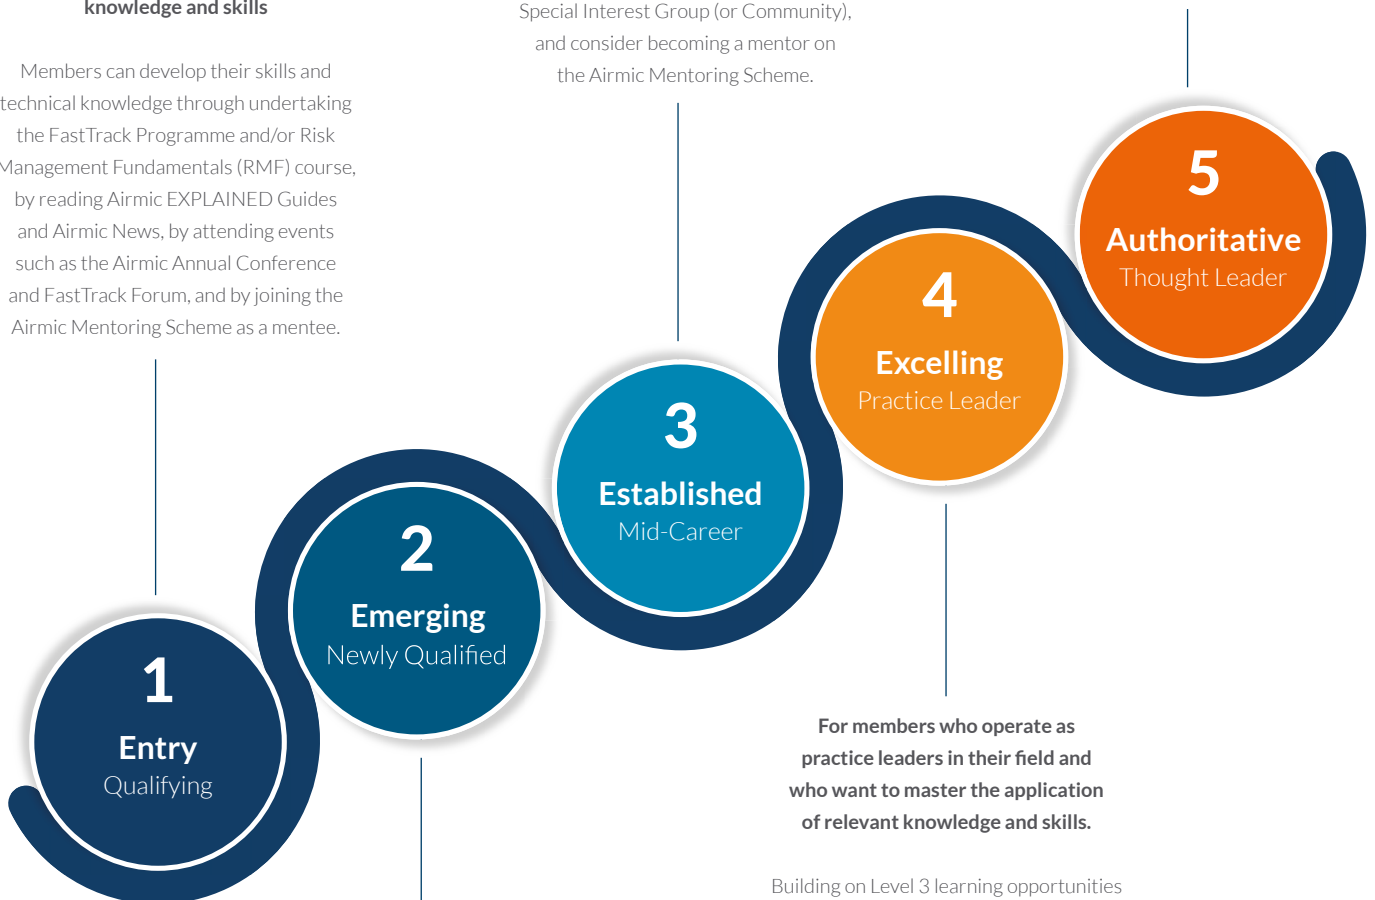 knowledge and skills
Members can develop their skills and
technical knowledge through undertaking
the FastTrack Programme and/or Risk
Management Fundamentals (RMF) course,
by reading Airmic EXPLAINED Guides
and Airmic News, by attending events
such as the Airmic Annual Conference
and FastTrack Forum, and by joining the
Airmic Mentoring Scheme as a mentee.
Special Interest Group (or Community),
and consider becoming a mentor on
the Airmic Mentoring Scheme.
1
Entry
Qualifying
2
Emerging
Newly Qualified
3
Established
Mid-Career
4
Excelling
Practice Leader
5
Authoritative
Thought Leader
For members who operate as
practice leaders in their field and
who want to master the application
of relevant knowledge and skills.
Building on Level 3 learning opportunities